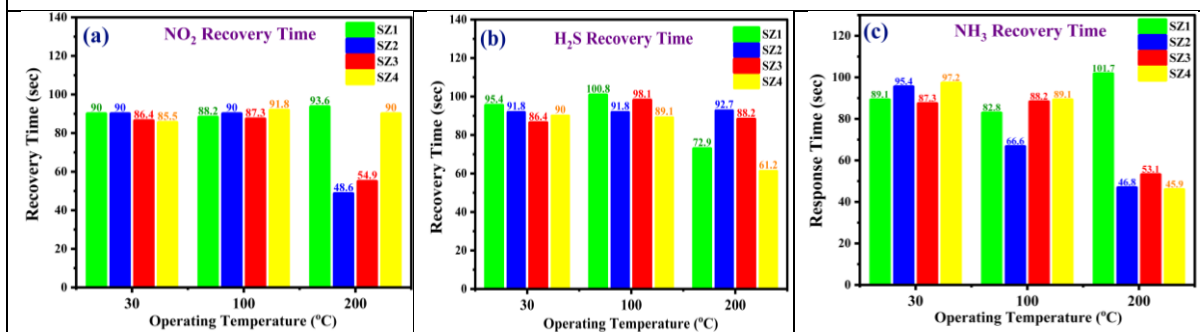 (a) NO₂ Recovery Time
SZ1
SZ2
SZ3
SZ4
Recovery Time (sec)
140
120
100
80
60
40
20
0
90 90 86.4 85.5
88.2 90 87.3 91.8
93.6 48.6 54.9 90
30 100 200
Operating Temperature (°C)
(b) H₂S Recovery Time
SZ1
SZ2
SZ3
SZ4
Recovery Time (sec)
140
120
100
80
60
40
20
0
95.4 91.8 86.4 90
100.8 91.8 98.1 89.1
72.9 92.7 88.2 61.2
30 100 200
Operating Temperature (°C)
(c) NH₃ Recovery Time
SZ1
SZ2
SZ3
SZ4
Response Time (sec)
120
100
80
60
40
20
0
89.1 95.4 87.3 97.2
82.8 66.6 88.2 89.1
101.7 46.8 53.1 45.9
30 100 200
Operating Temperature (°C)